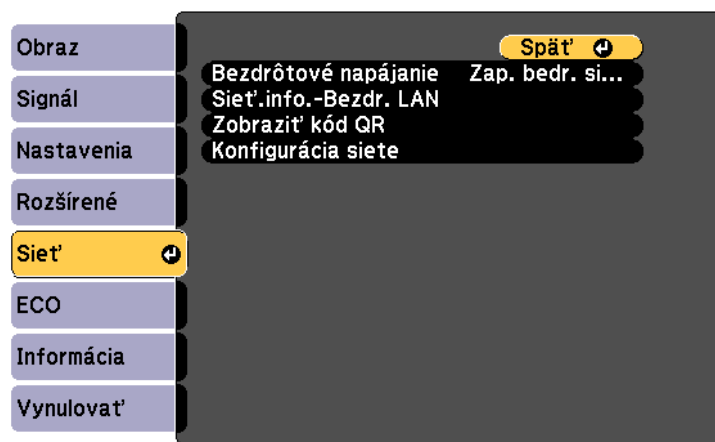 Obraz
Signál
Nastavenia
Rozšírené
Sieť
ECO
Informácia
Vynulovať
Späť
Bezdrôtové napájanie Zap. bedr. si...
Sieť.info.-Bezdr. LAN
Zobraziť kód QR
Konfigurácia siete